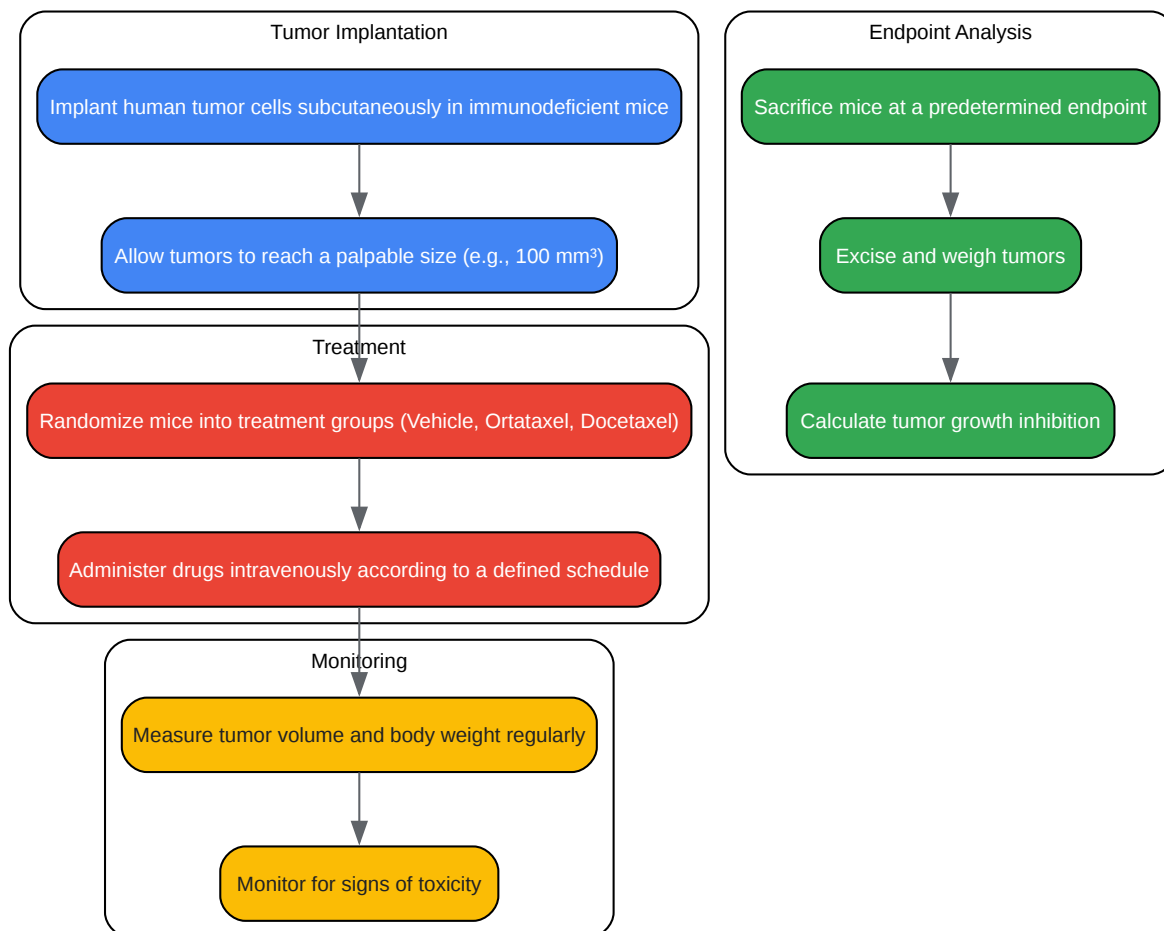 Tumor Implantation
Implant human tumor cells subcutaneously in immunodeficient mice
Allow tumors to reach a palpable size (e.g., 100 mm³)
Treatment
Randomize mice into treatment groups (Vehicle, Ortataxel, Docetaxel)
Administer drugs intravenously according to a defined schedule
Monitoring
Measure tumor volume and body weight regularly
Monitor for signs of toxicity
Endpoint Analysis
Sacrifice mice at a predetermined endpoint
Excise and weigh tumors
Calculate tumor growth inhibition